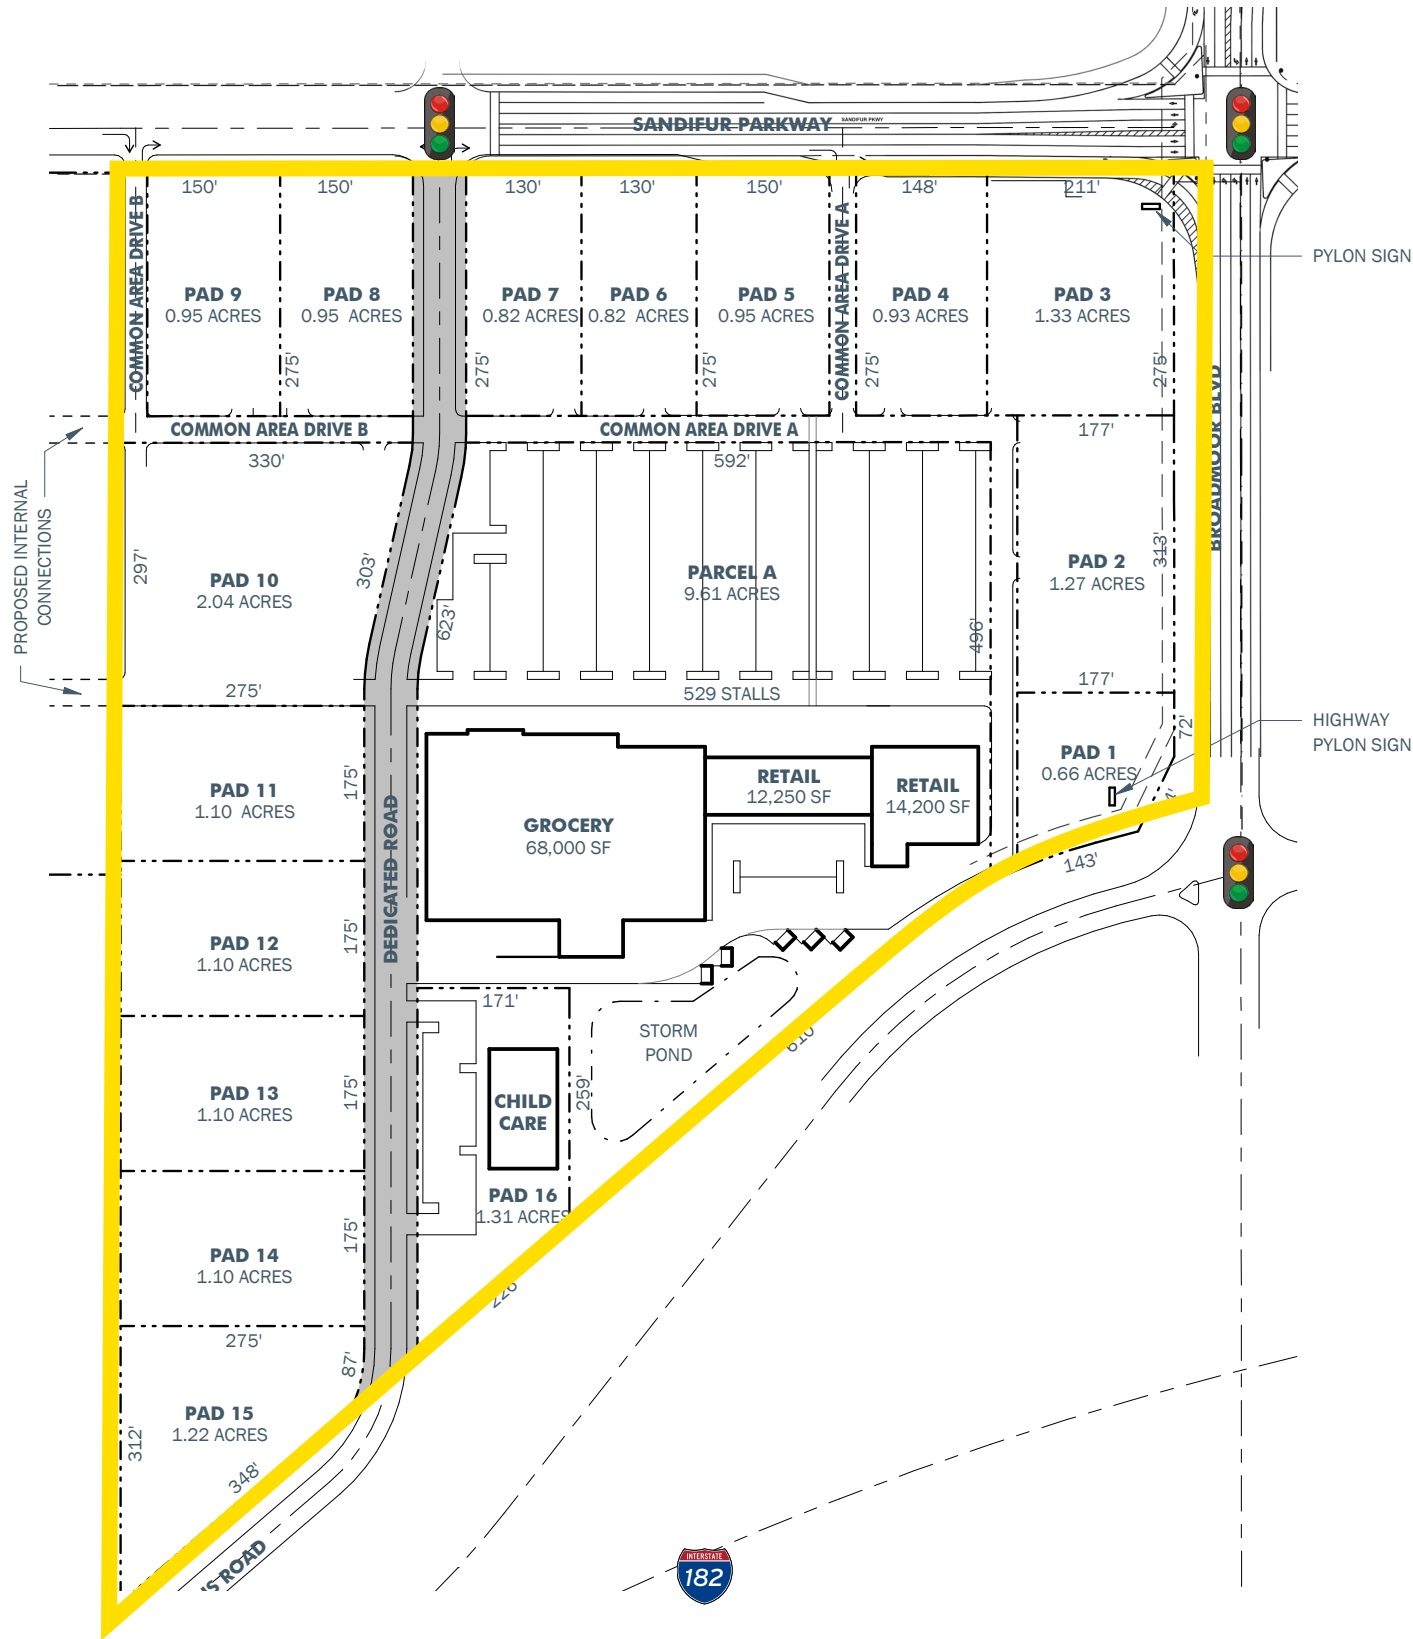 SANDIFUR PARKWAY
SANDIFUR PKWY
150'
150'
130'
130'
150'
148'
211'
COMMON AREA DRIVE B
PAD 9
0.95 ACRES
PAD 8
0.95 ACRES
275'
PAD 7
0.82 ACRES
275'
PAD 6
0.82 ACRES
PAD 5
0.95 ACRES
275'
COMMON AREA DRIVE A
PAD 4
0.93 ACRES
275'
PAD 3
1.33 ACRES
275'
PYLON SIGN
BROADMOOR BLVD
COMMON AREA DRIVE B
COMMON AREA DRIVE A
330'
592'
177'
PROPOSED INTERNAL
CONNECTIONS
297'
PAD 10
2.04 ACRES
303'
623'
PARCEL A
9.61 ACRES
496'
PAD 2
1.27 ACRES
313'
275'
529 STALLS
177'
HIGHWAY
PYLON SIGN
72'
PAD 1
0.66 ACRES
143'
PAD 11
1.10 ACRES
175'
DEDICATED ROAD
GROCERY
68,000 SF
RETAIL
12,250 SF
RETAIL
14,200 SF
PAD 12
1.10 ACRES
175'
171'
STORM
POND
610'
PAD 13
1.10 ACRES
175'
CHILD
CARE
259'
PAD 16
1.31 ACRES
PAD 14
1.10 ACRES
175'
226'
275'
87'
PAD 15
1.22 ACRES
312'
348'
ROAD
INTERSTATE
182